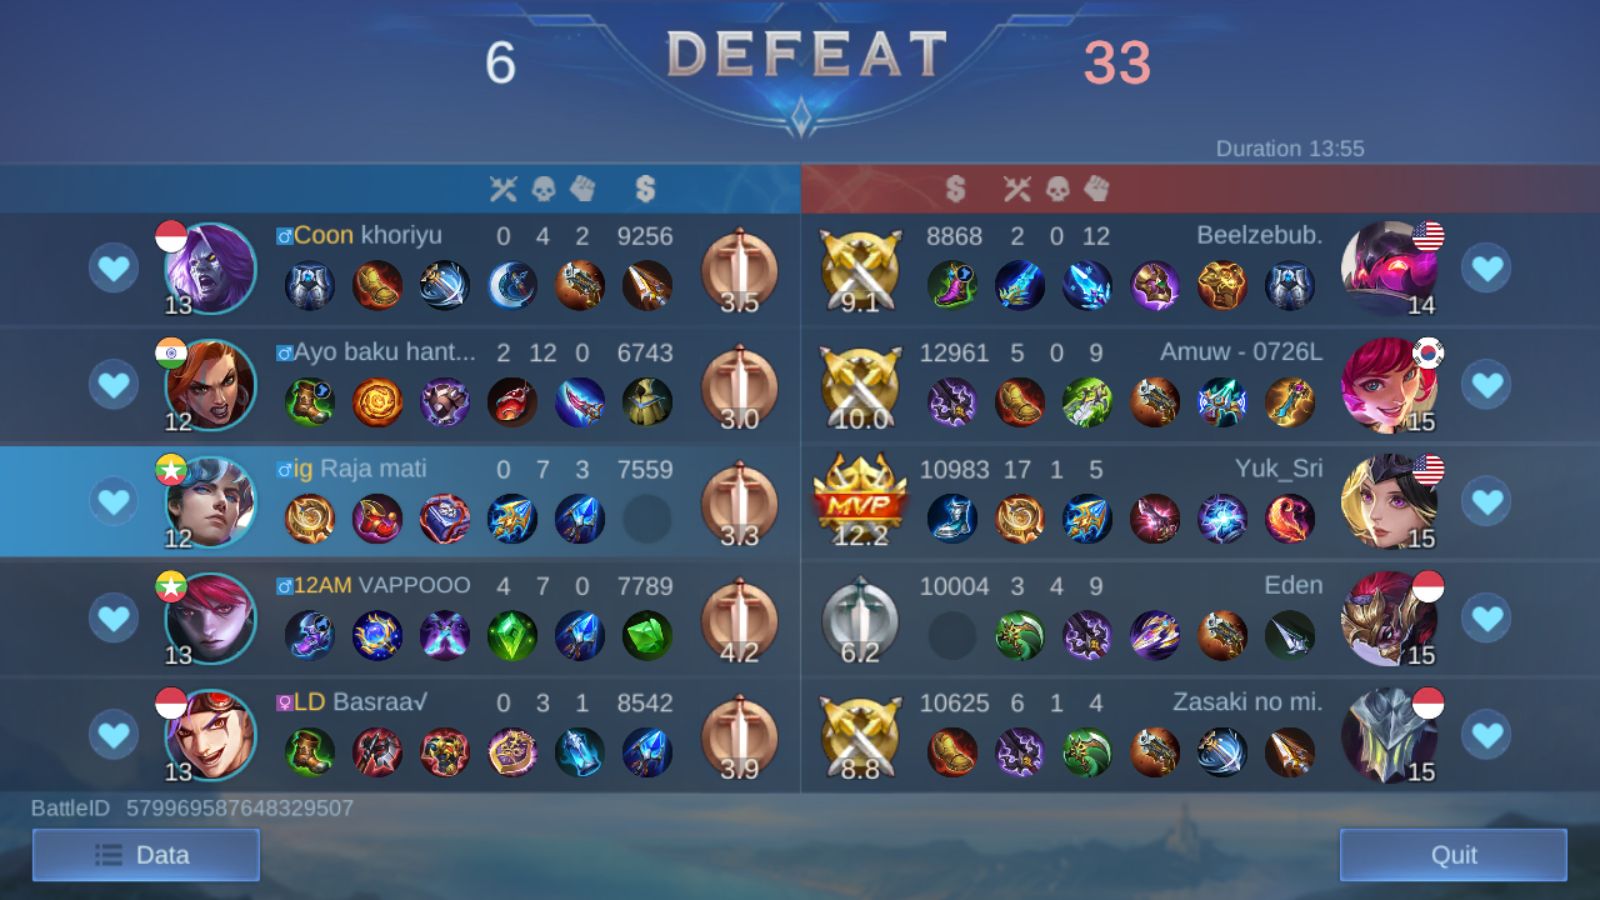 6 DEFEAT 33
Duration 13:55
Coon khoriyu 0 4 2 9256
13 3.5
8868 2 0 12 Beelzebub.
9.1 14
Ayo baku hant... 2 12 0 6743
12 3.0
12961 5 0 9 Amuw - 0726L
10.0 15
ig Raja mati 0 7 3 7559
12 3.3
10983 17 1 5 Yuk_Sri
MVP
12.2 15
12AM VAPPOOO 4 7 0 7789
13 4.2
10004 3 4 9 Eden
6.2 15
LD Basraa√ 0 3 1 8542
13 3.9
10625 6 1 4 Zasaki no mi.
8.8 15
BattleID 579969587648329507
Data
Quit